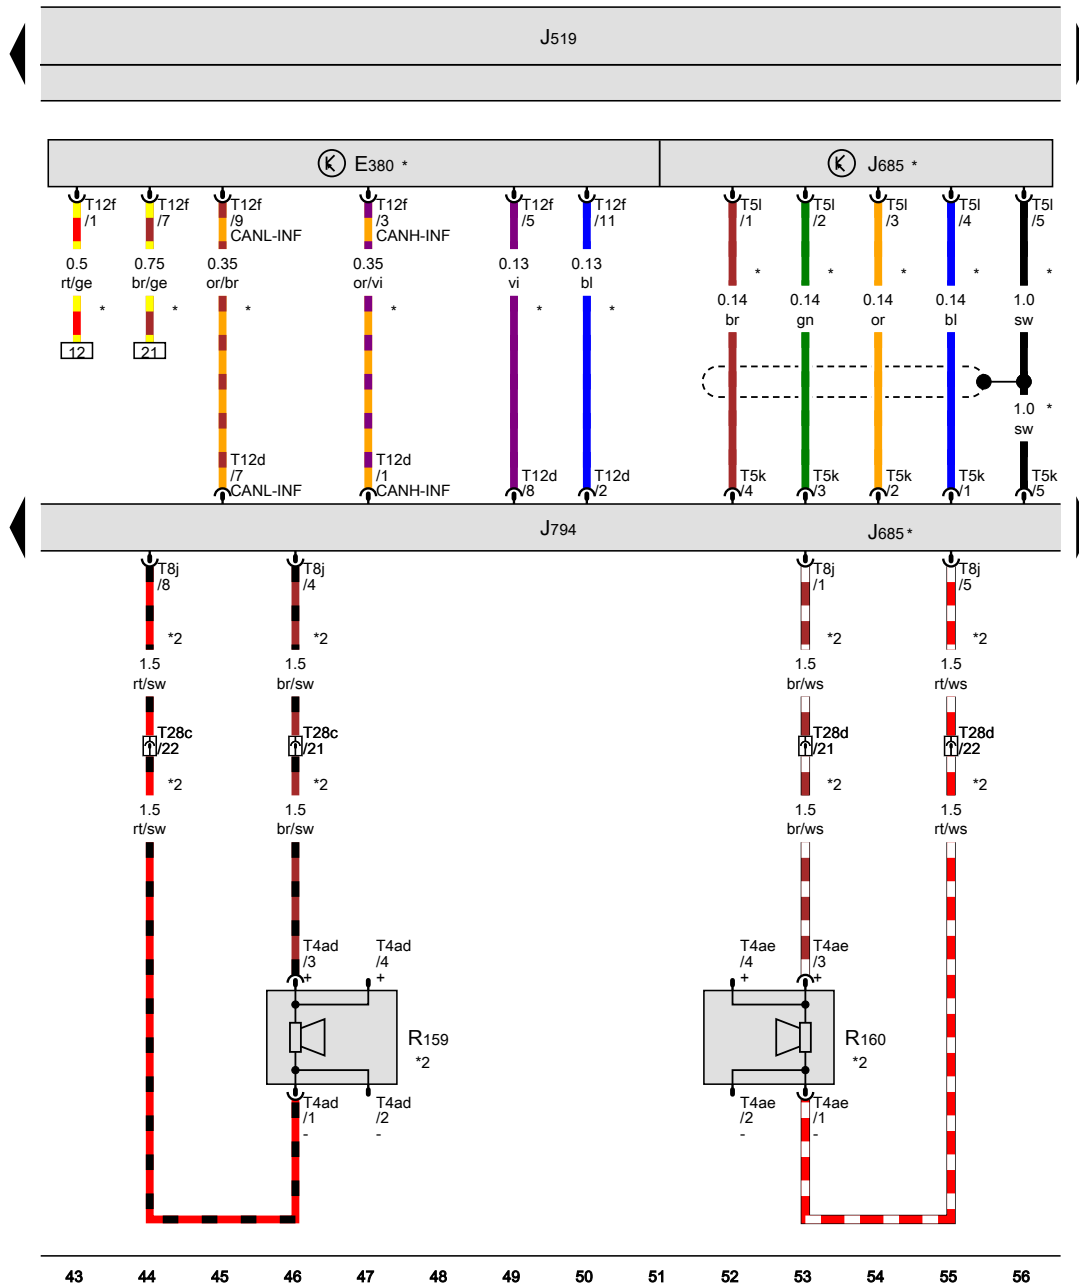 J519
E380 *
J685 *
T12f /1
T12f /7
T12f /9 CANL-INF
T12f /3 CANH-INF
T12f /5
T12f /11
T5l /1
T5l /2
T5l /3
T5l /4
T5l /5
0.5 rt/ge *
0.75 br/ge *
0.35 or/br *
0.35 or/vi *
0.13 vi *
0.13 bl *
* 0.14 br
* 0.14 gn
* 0.14 or
* 0.14 bl
* 1.0 sw
12
21
1.0 * sw
T12d /7 CANL-INF
T12d /1 CANH-INF
T12d /8
T12d /2
T5k /4
T5k /3
T5k /2
T5k /1
T5k /5
J794
J685 *
T8j /8
T8j /4
T8j /1
T8j /5
*2 *2 *2 *2
1.5 rt/sw
1.5 br/sw
1.5 br/ws
1.5 rt/ws
T28c /22
T28c /21
T28d /21
T28d /22
*2 *2 *2 *2
1.5 rt/sw
1.5 br/sw
1.5 br/ws
1.5 rt/ws
T4ad /3 +
T4ad /4 +
T4ae /4 +
T4ae /3 +
R159 *2
R160 *2
T4ad /1 -
T4ad /2 -
T4ae /2 -
T4ae /1 -
43 44 45 46 47 48 49 50 51 52 53 54 55 56